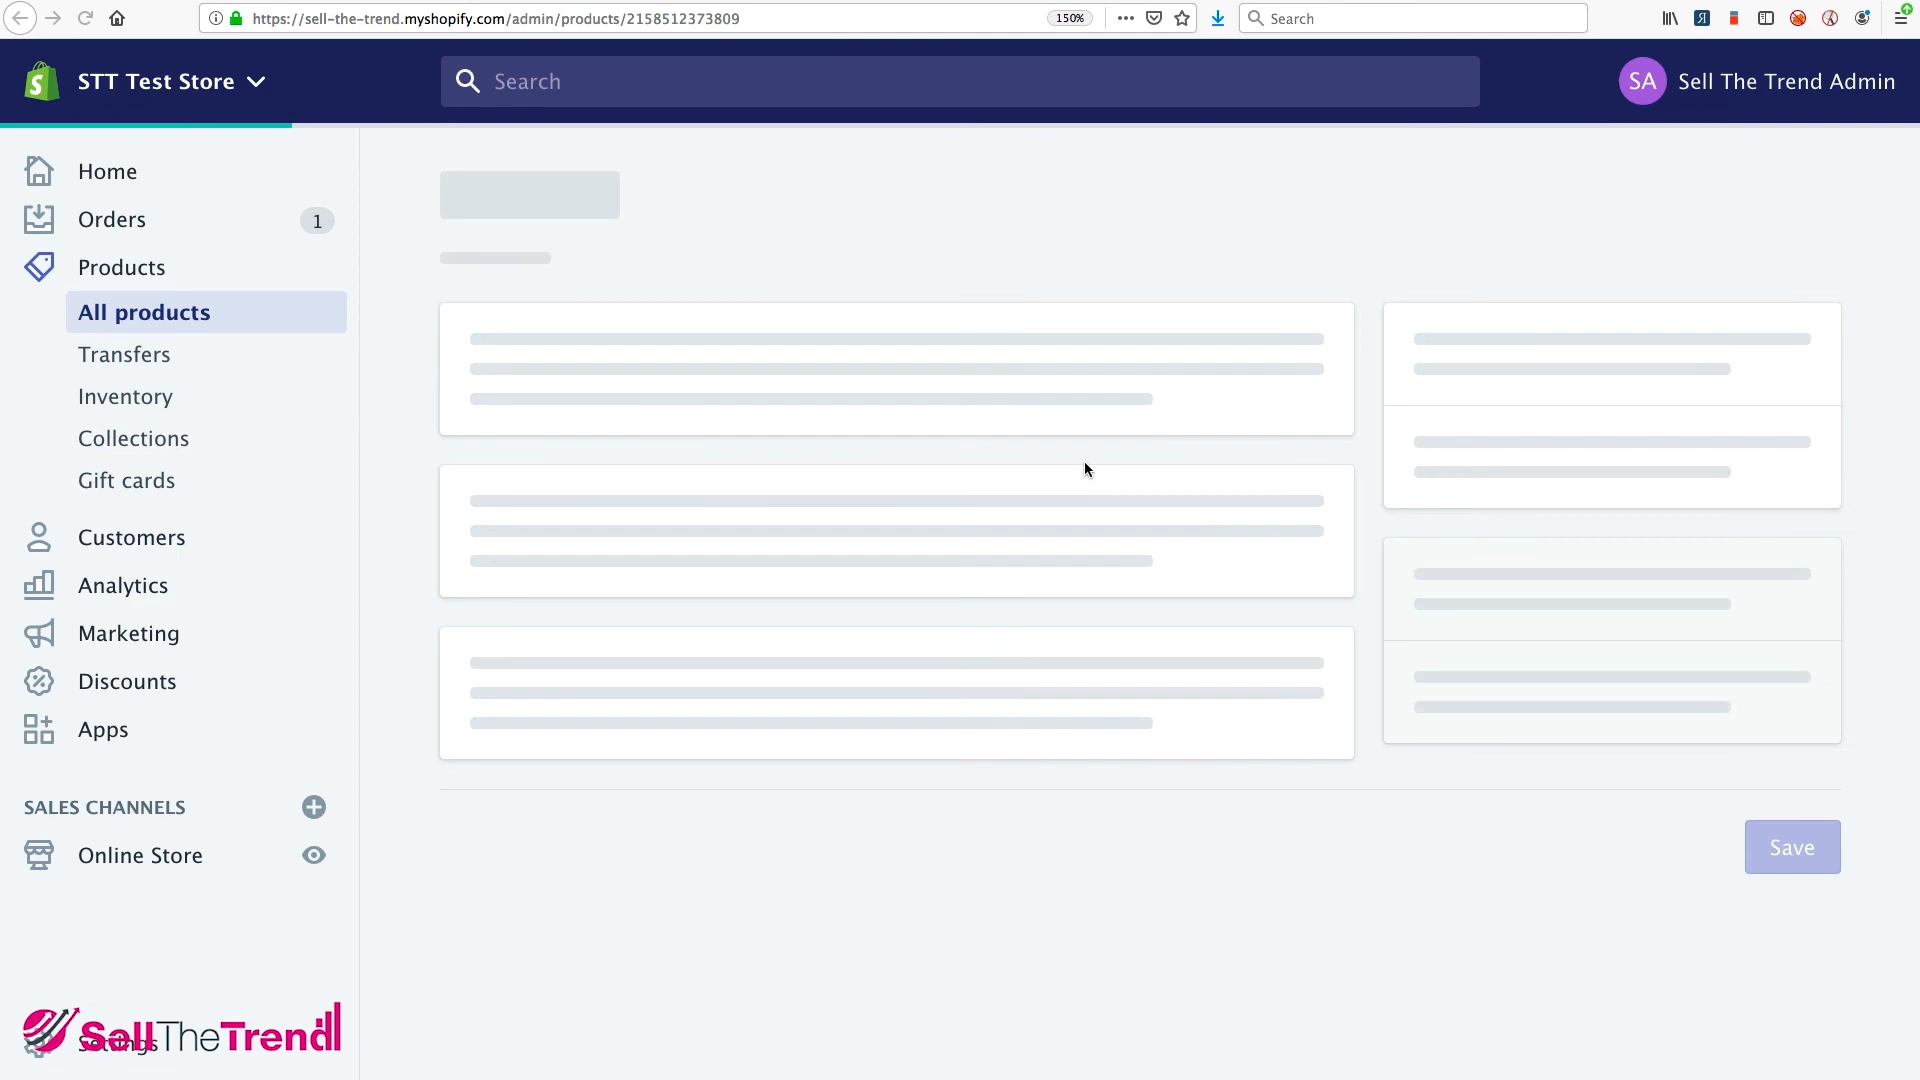 https://sell-the-trend.myshopify.com/admin/products/2158512373809
150%
Search
STT Test Store
Search
SA
Sell The Trend Admin
Home
Orders
1
Products
All products
Transfers
Inventory
Collections
Gift cards
Customers
Analytics
Marketing
Discounts
Apps
SALES CHANNELS
Online Store
Save
SellTheTrend
Settings